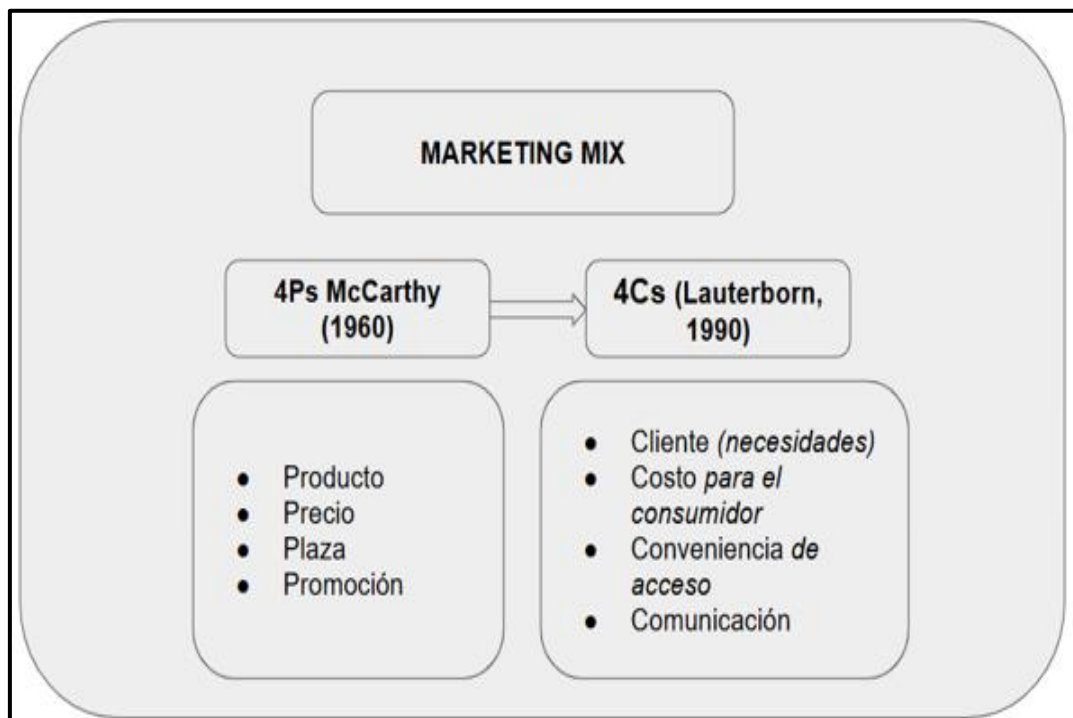 MARKETING MIX
4Ps McCarthy
(1960)
4Cs (Lauterborn,
1990)
● Producto
● Precio
● Plaza
● Promoción
● Cliente (necesidades)
● Costo para el
consumidor
● Conveniencia de
acceso
● Comunicación